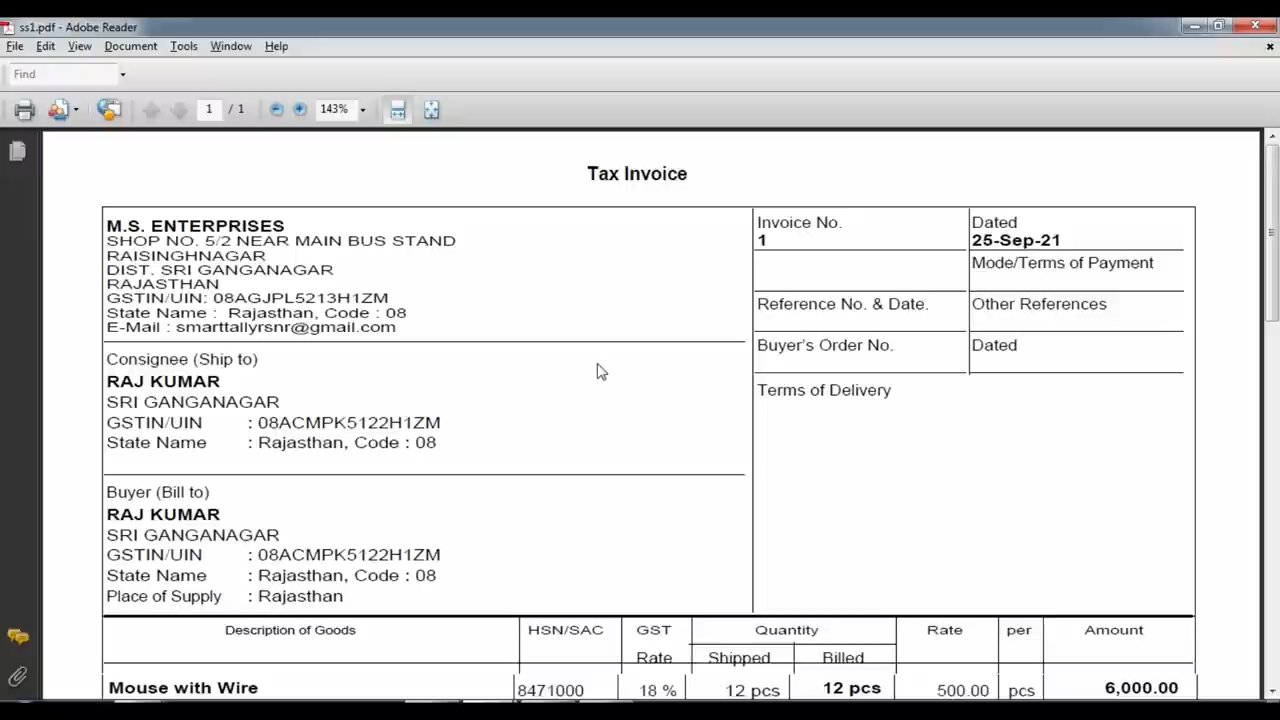 ss1.pdf - Adobe Reader
File Edit View Document Tools Window Help
Find
1 / 1 143%
Tax Invoice
M.S. ENTERPRISES
SHOP NO. 5/2 NEAR MAIN BUS STAND
RAISINGHNAGAR
DIST. SRI GANGANAGAR
RAJASTHAN
GSTIN/UIN: 08AGJPL5213H1ZM
State Name : Rajasthan, Code : 08
E-Mail : smarttallyrsnr@gmail.com
Invoice No.
1
Dated
25-Sep-21
Mode/Terms of Payment
Reference No. & Date.
Other References
Buyer's Order No.
Dated
Terms of Delivery
Consignee (Ship to)
RAJ KUMAR
SRI GANGANAGAR
GSTIN/UIN : 08ACMPK5122H1ZM
State Name : Rajasthan, Code : 08
Buyer (Bill to)
RAJ KUMAR
SRI GANGANAGAR
GSTIN/UIN : 08ACMPK5122H1ZM
State Name : Rajasthan, Code : 08
Place of Supply : Rajasthan
Description of Goods HSN/SAC GST Quantity Rate per Amount
Rate Shipped Billed
Mouse with Wire 8471000 18 % 12 pcs 12 pcs 500.00 pcs 6,000.00